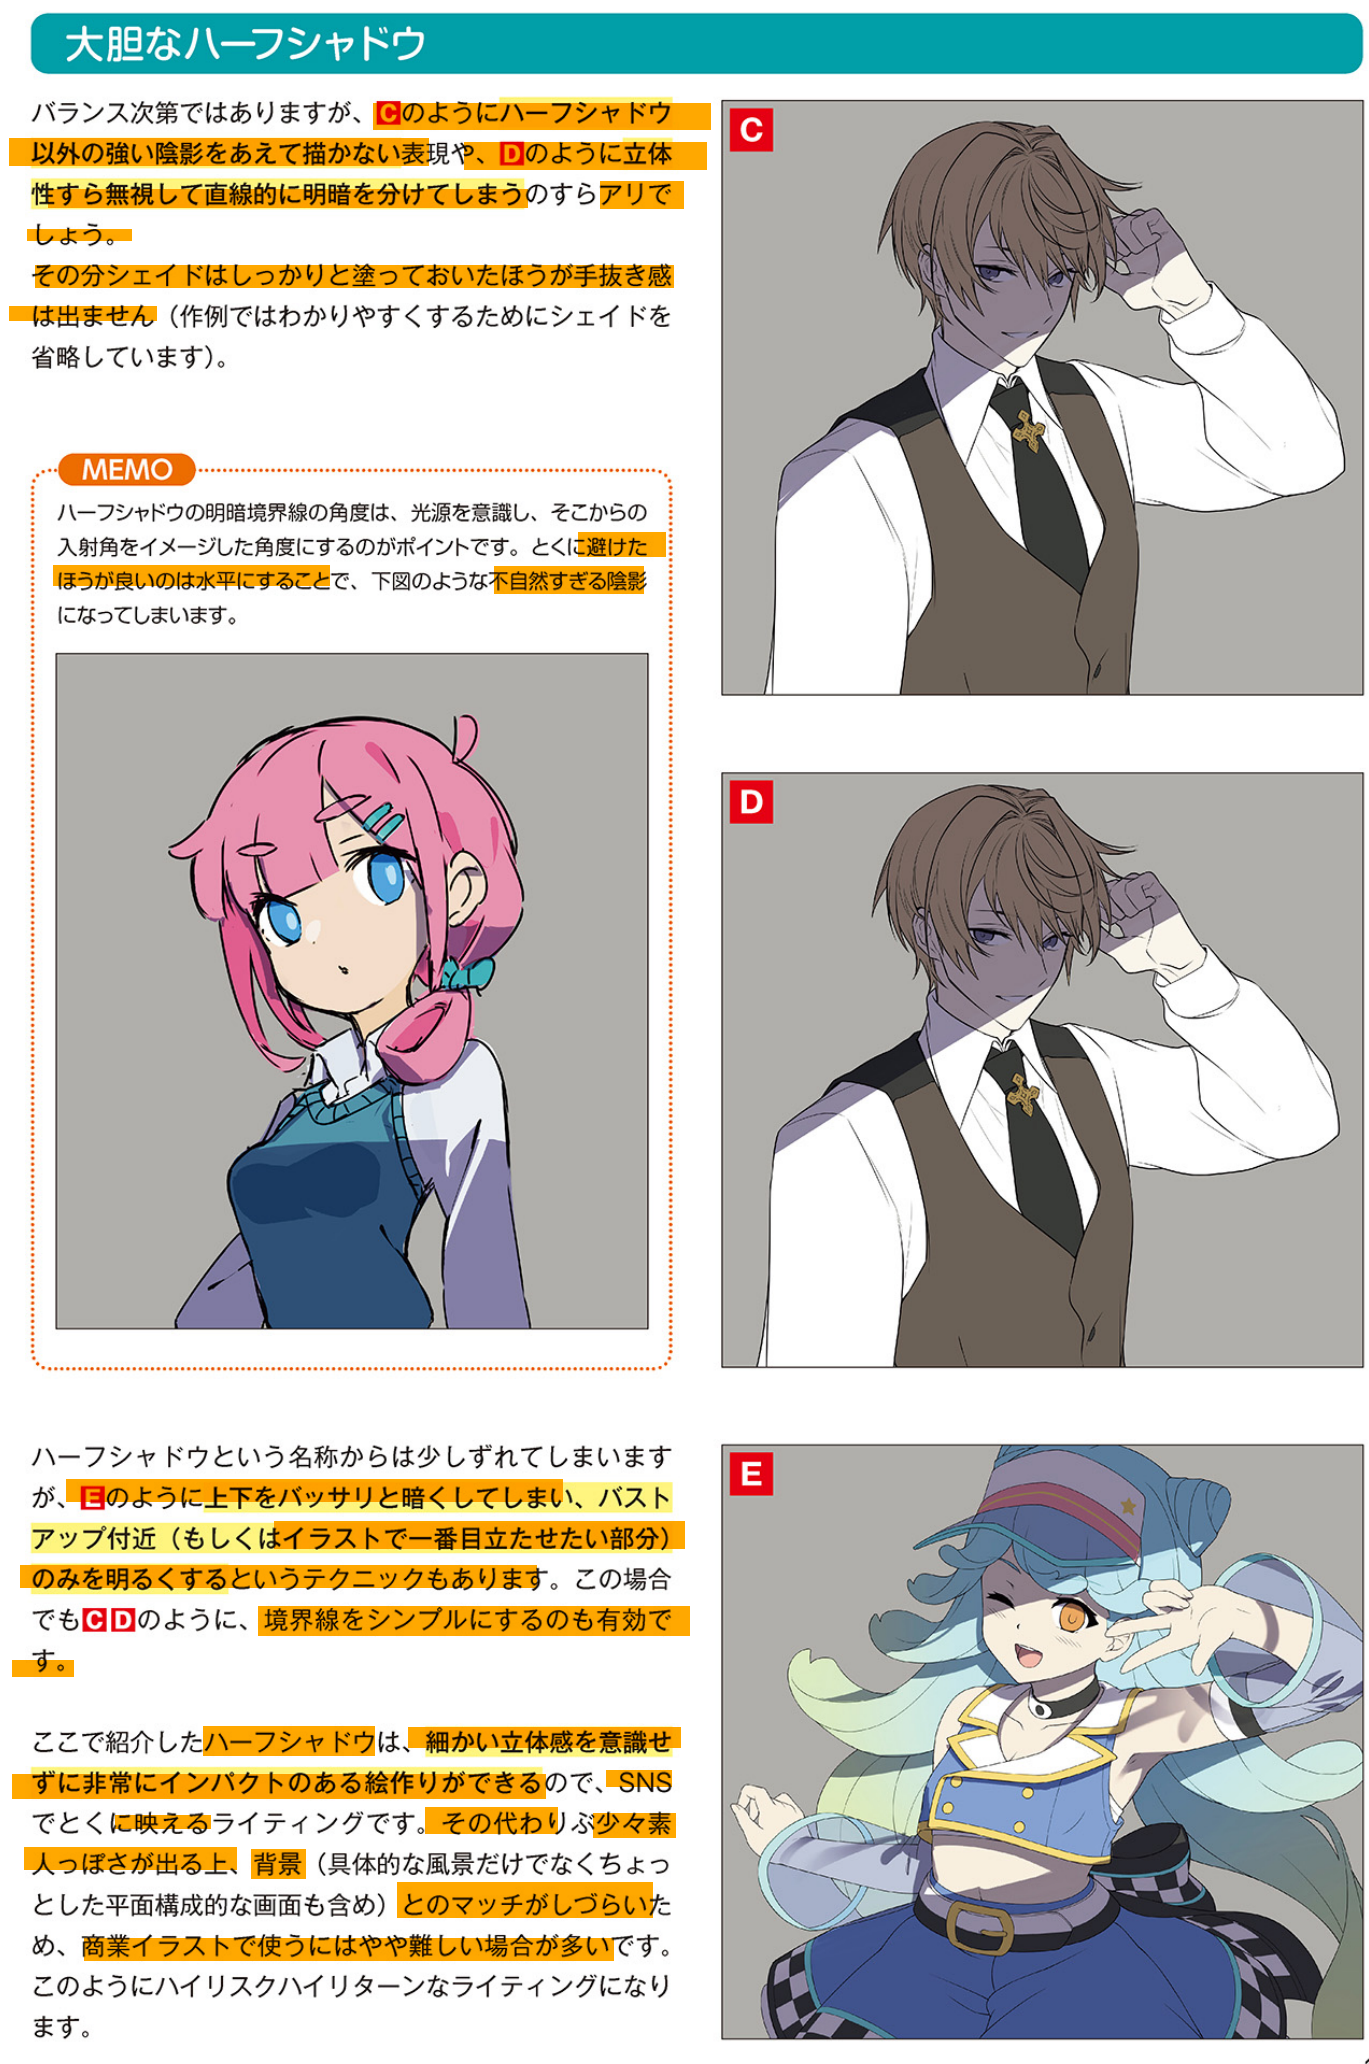 大胆なハーフシャドウ
バランス次第ではありますが、Cのようにハーフシャドウ
以外の強い陰影をあえて描かない表現や、Dのように立体
性すら無視して直線的に明暗を分けてしまうのすらアリで
しょう。
その分シェイドはしっかりと塗っておいたほうが手抜き感
は出ません（作例ではわかりやすくするためにシェイドを
省略しています）。
MEMO
ハーフシャドウの明暗境界線の角度は、光源を意識し、そこからの
入射角をイメージした角度にするのがポイントです。とくに避けた
ほうが良いのは水平にすることで、下図のような不自然すぎる陰影
になってしまいます。
C
D
ハーフシャドウという名称からは少しずれてしまいます
が、Eのように上下をバッサリと暗くしてしまい、バスト
アップ付近（もしくはイラストで一番目立たせたい部分）
のみを明るくするというテクニックもあります。この場合
でもCDのように、境界線をシンプルにするのも有効で
す。
ここで紹介したハーフシャドウは、細かい立体感を意識せ
ずに非常にインパクトのある絵作りができるので、SNS
でとくに映えるライティングです。その代わりぶ少々素
人っぽさが出る上、背景（具体的な風景だけでなくちょっ
とした平面構成的な画面も含め）とのマッチがしづらいた
め、商業イラストで使うにはやや難しい場合が多いです。
このようにハイリスクハイリターンなライティングになり
ます。
E